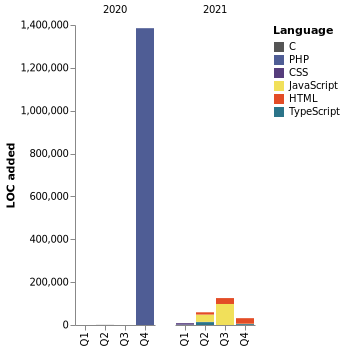 2020 2021
Language
C
PHP
CSS
JavaScript
HTML
TypeScript
LOC added
1,400,000
1,200,000
1,000,000
800,000
600,000
400,000
200,000
0
Q1 Q2 Q3 Q4 Q1 Q2 Q3 Q4